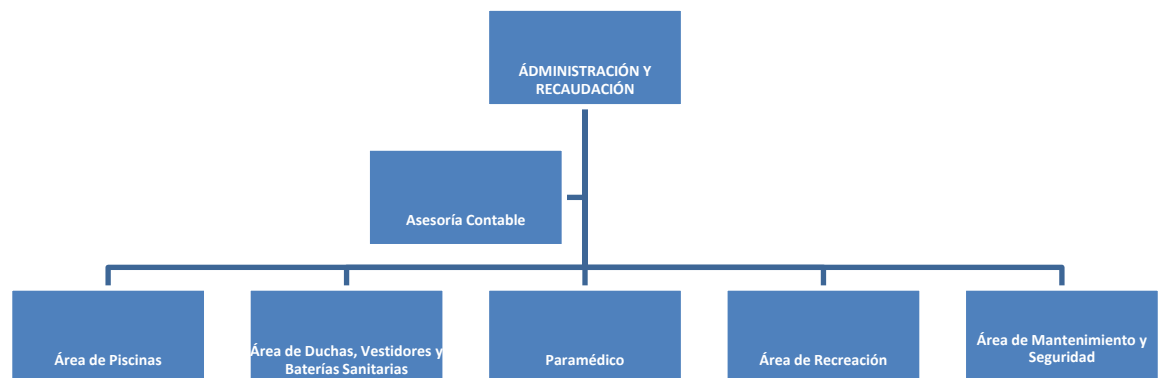 ÁDMINISTRACIÓN Y
RECAUDACIÓN
Asesoría Contable
Área de Piscinas
Área de Duchas, Vestidores y
Baterías Sanitarias
Paramédico
Área de Recreación
Área de Mantenimiento y
Seguridad